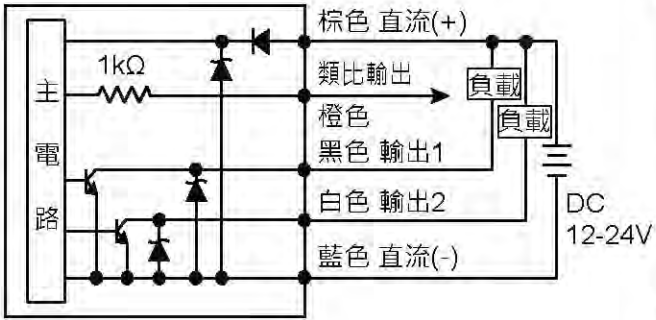 棕色 直流(+)
1kΩ
類比輸出
負載
主
負載
橙色
電
黑色 輸出1
白色 輸出2
DC
路
12-24V
藍色 直流(-)